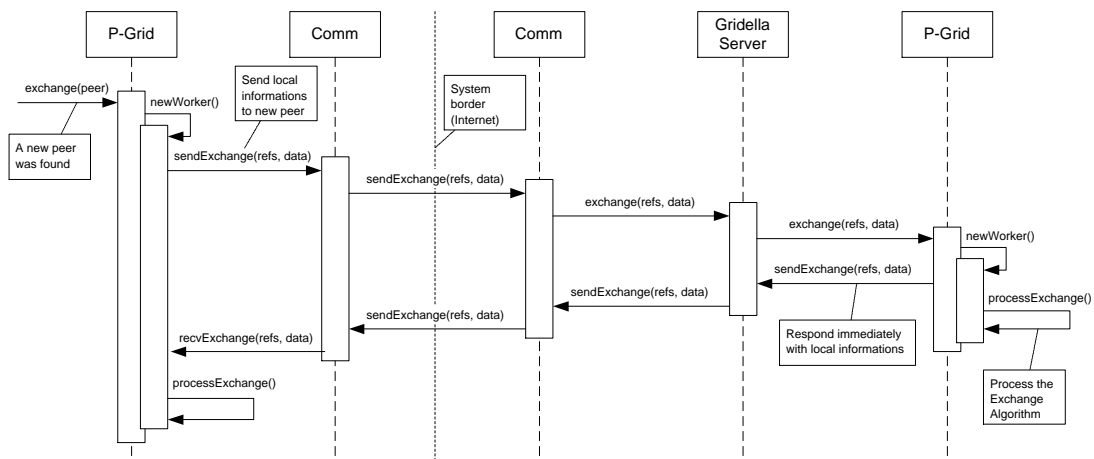 P-Grid
Comm
Comm
Gridella
Server
P-Grid
exchange(peer)
newWorker()
A new peer
was found
Send local
informations
to new peer
System
border
(Internet)
sendExchange(refs, data)
sendExchange(refs, data)
exchange(refs, data)
exchange(refs, data)
newWorker()
sendExchange(refs, data)
sendExchange(refs, data)
processExchange()
sendExchange(refs, data)
recvExchange(refs, data)
Respond immediately
with local informations
processExchange()
Process the
Exchange
Algorithm